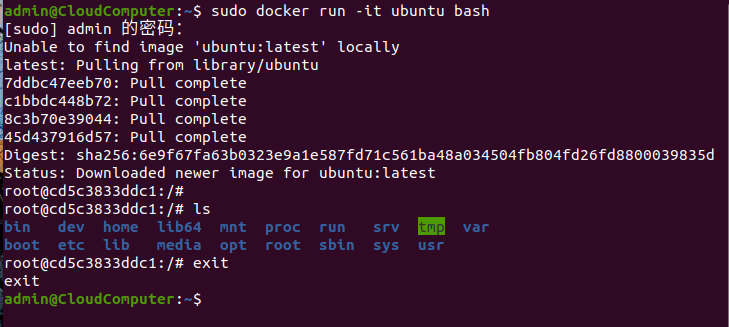 admin@CloudComputer:~$ sudo docker run -it ubuntu bash
[sudo] admin 的密码：
Unable to find image 'ubuntu:latest' locally
latest: Pulling from library/ubuntu
7ddbc47eeb70: Pull complete
c1bbdc448b72: Pull complete
8c3b70e39044: Pull complete
45d437916d57: Pull complete
Digest: sha256:6e9f67fa63b0323e9a1e587fd71c561ba48a034504fb804fd26fd8800039835d
Status: Downloaded newer image for ubuntu:latest
root@cd5c3833ddc1:/#
root@cd5c3833ddc1:/# ls
bin dev home lib64 mnt proc run srv tmp var
boot etc lib media opt root sbin sys usr
root@cd5c3833ddc1:/# exit
exit
admin@CloudComputer:~$